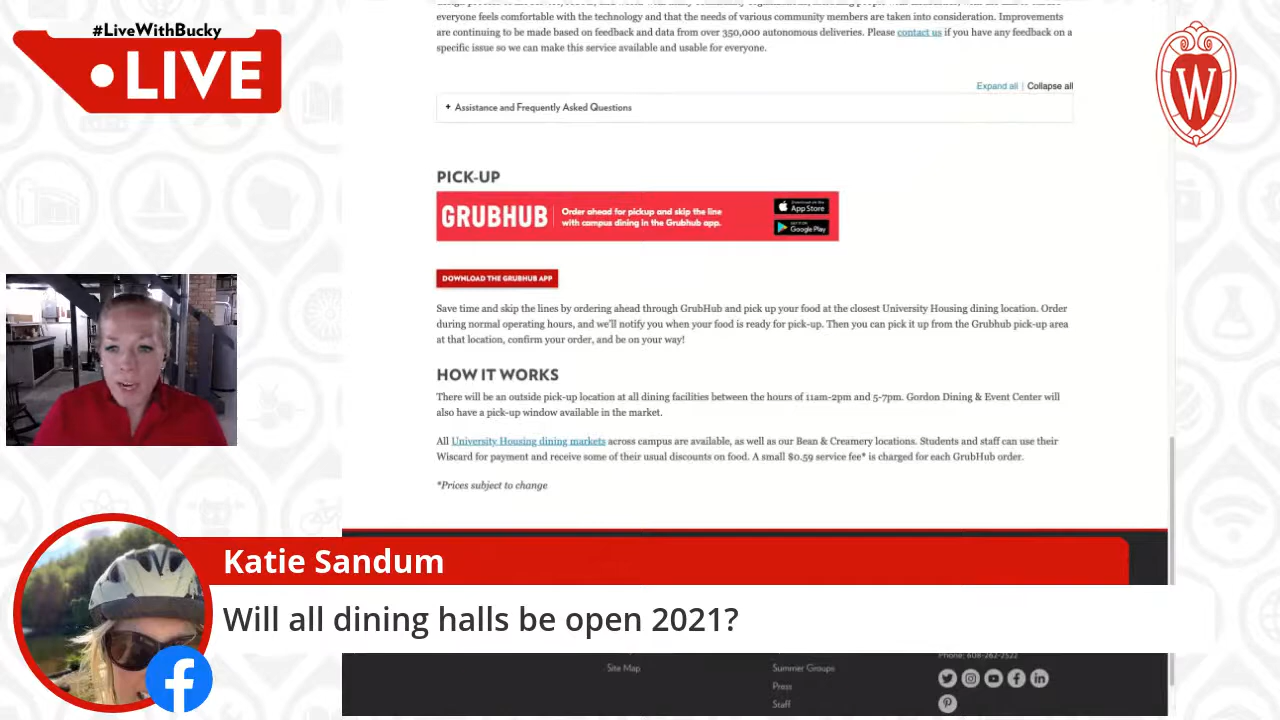 #LiveWithBucky
LIVE
W
everyone feels comfortable with the technology and that the needs of various community members are taken into consideration. Improvements
are continuing to be made based on feedback and data from over 350,000 autonomous deliveries. Please contact us if you have any feedback on a
specific issue so we can make this service available and usable for everyone.
Expand all | Collapse all
+ Assistance and Frequently Asked Questions
PICK-UP
GRUBHUB
Order ahead for pickup and skip the line
with campus dining in the Grubhub app.
Download on the
App Store
Google Play
DOWNLOAD THE GRUBHUB APP
Save time and skip the lines by ordering ahead through GrubHub and pick up your food at the closest University Housing dining location. Order
during normal operating hours, and we'll notify you when your food is ready for pick-up. Then you can pick it up from the Grubhub pick-up area
at that location, confirm your order, and be on your way!
HOW IT WORKS
There will be an outside pick-up location at all dining facilities between the hours of 11am-2pm and 5-7pm. Gordon Dining & Event Center will
also have a pick-up window available in the market.
All University Housing dining markets across campus are available, as well as our Bean & Creamery locations. Students and staff can use their
Wiscard for payment and receive some of their usual discounts on food. A small $0.59 service fee* is charged for each GrubHub order.
*Prices subject to change
Katie Sandum
Will all dining halls be open 2021?
Phone: 608-262-2522
Site Map
Summer Groups
Press
Staff